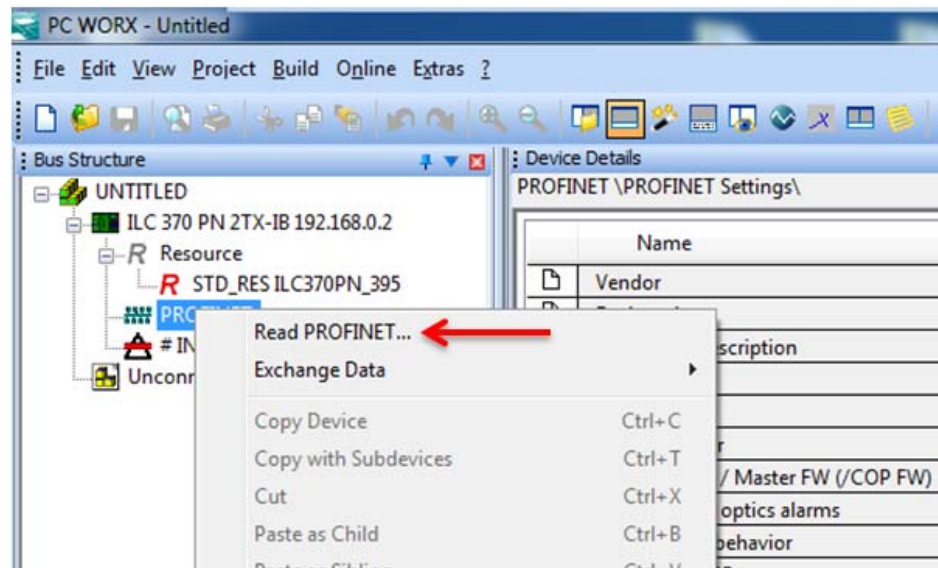 PC WORX - Untitled
File Edit View Project Build Online Extras ?
Bus Structure
UNTITLED
ILC 370 PN 2TX-IB 192.168.0.2
R Resource
R STD_RES ILC370PN_395
# IN
Unconr
Device Details
PROFINET \PROFINET Settings\
Name
Vendor
scription
r
/ Master FW (/COP FW)
optics alarms
behavior
Read PROFINET...
Exchange Data
Copy Device Ctrl+C
Copy with Subdevices Ctrl+T
Cut Ctrl+X
Paste as Child Ctrl+B